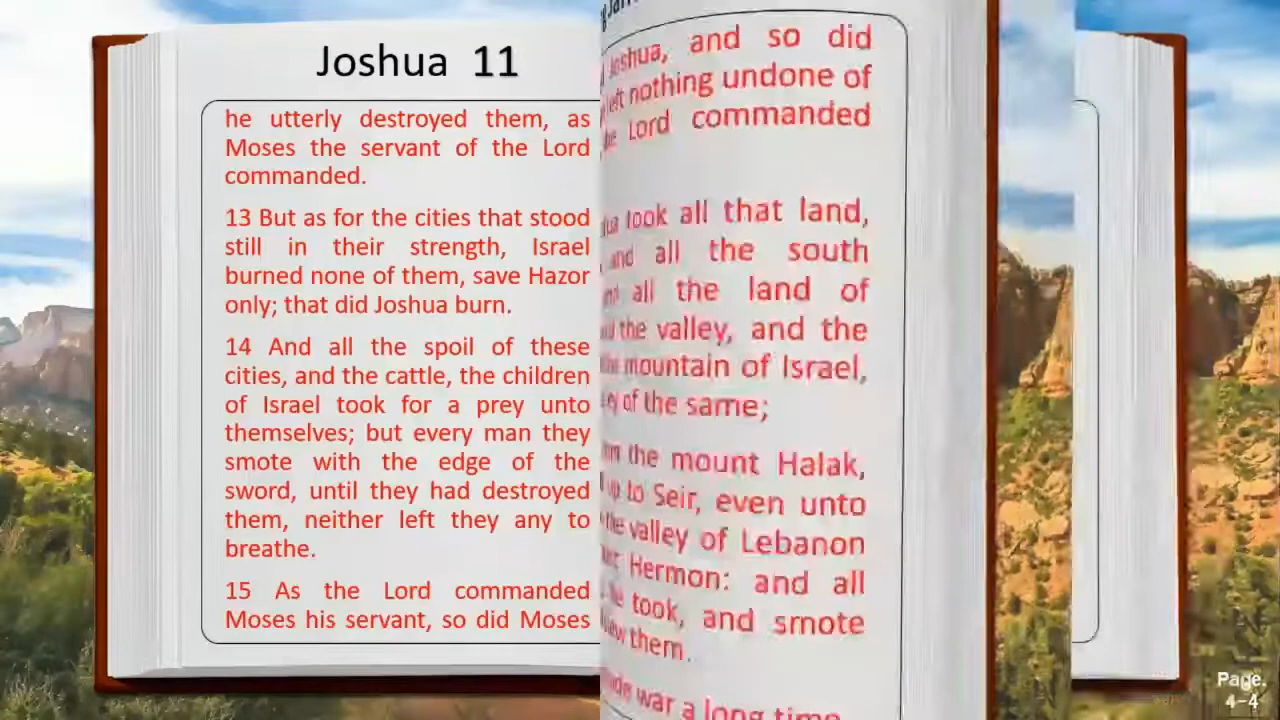 Joshua 11
he utterly destroyed them, as
Moses the servant of the Lord
commanded.
13 But as for the cities that stood
still in their strength, Israel
burned none of them, save Hazor
only; that did Joshua burn.
14 And all the spoil of these
cities, and the cattle, the children
of Israel took for a prey unto
themselves; but every man they
smote with the edge of the
sword, until they had destroyed
them, neither left they any to
breathe.
15 As the Lord commanded
Moses his servant, so did Moses
Joshua, and so did
left nothing undone of
Lord commanded
took all that land,
and all the south
all the land of
the valley, and the
mountain of Israel,
of the same;
the mount Halak,
up to Seir, even unto
the valley of Lebanon
Hermon: and all
he took, and smote
them.
war a long time
Page.
4-4